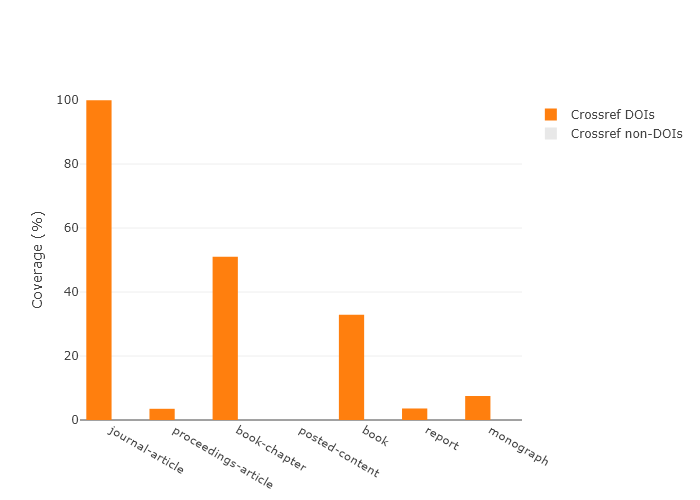 100
80
60
40
20
0
Coverage (%)
journal-article
proceedings-article
book-chapter
posted-content
book
report
monograph
Crossref DOIs
Crossref non-DOIs